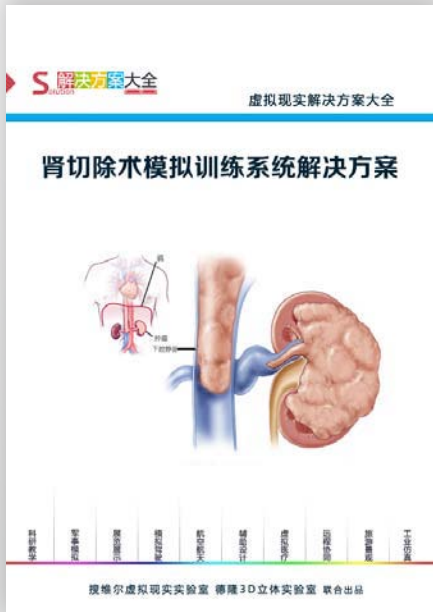 Solution 解决方案大全
虚拟现实解决方案大全
肾切除术模拟训练系统解决方案
肿瘤
下腔静脉
科研教学
军事模拟
展览展示
模拟驾驶
航空航天
辅助设计
虚拟医疗
远程协同
旅游景观
工业仿真
搜维尔虚拟现实实验室 德隆3D立体实验室 联合出品